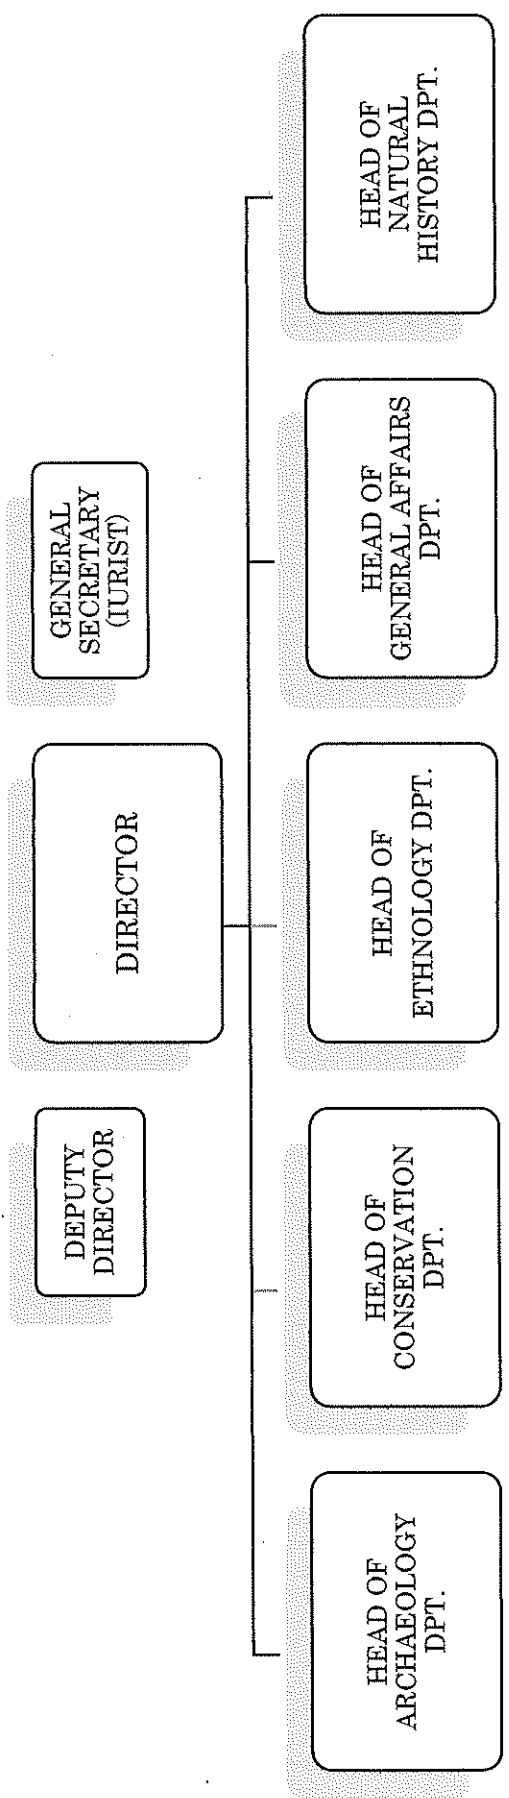 DEPUTY
DIRECTOR
DIRECTOR
GENERAL
SECRETARY
(IURIST)
HEAD OF
ARCHAEOLOGY
DPT.
HEAD OF
CONSERVATION
DPT.
HEAD OF
ETHNOLOGY DPT.
HEAD OF
GENERAL AFFAIRS
DPT.
HEAD OF
NATURAL
HISTORY DPT.